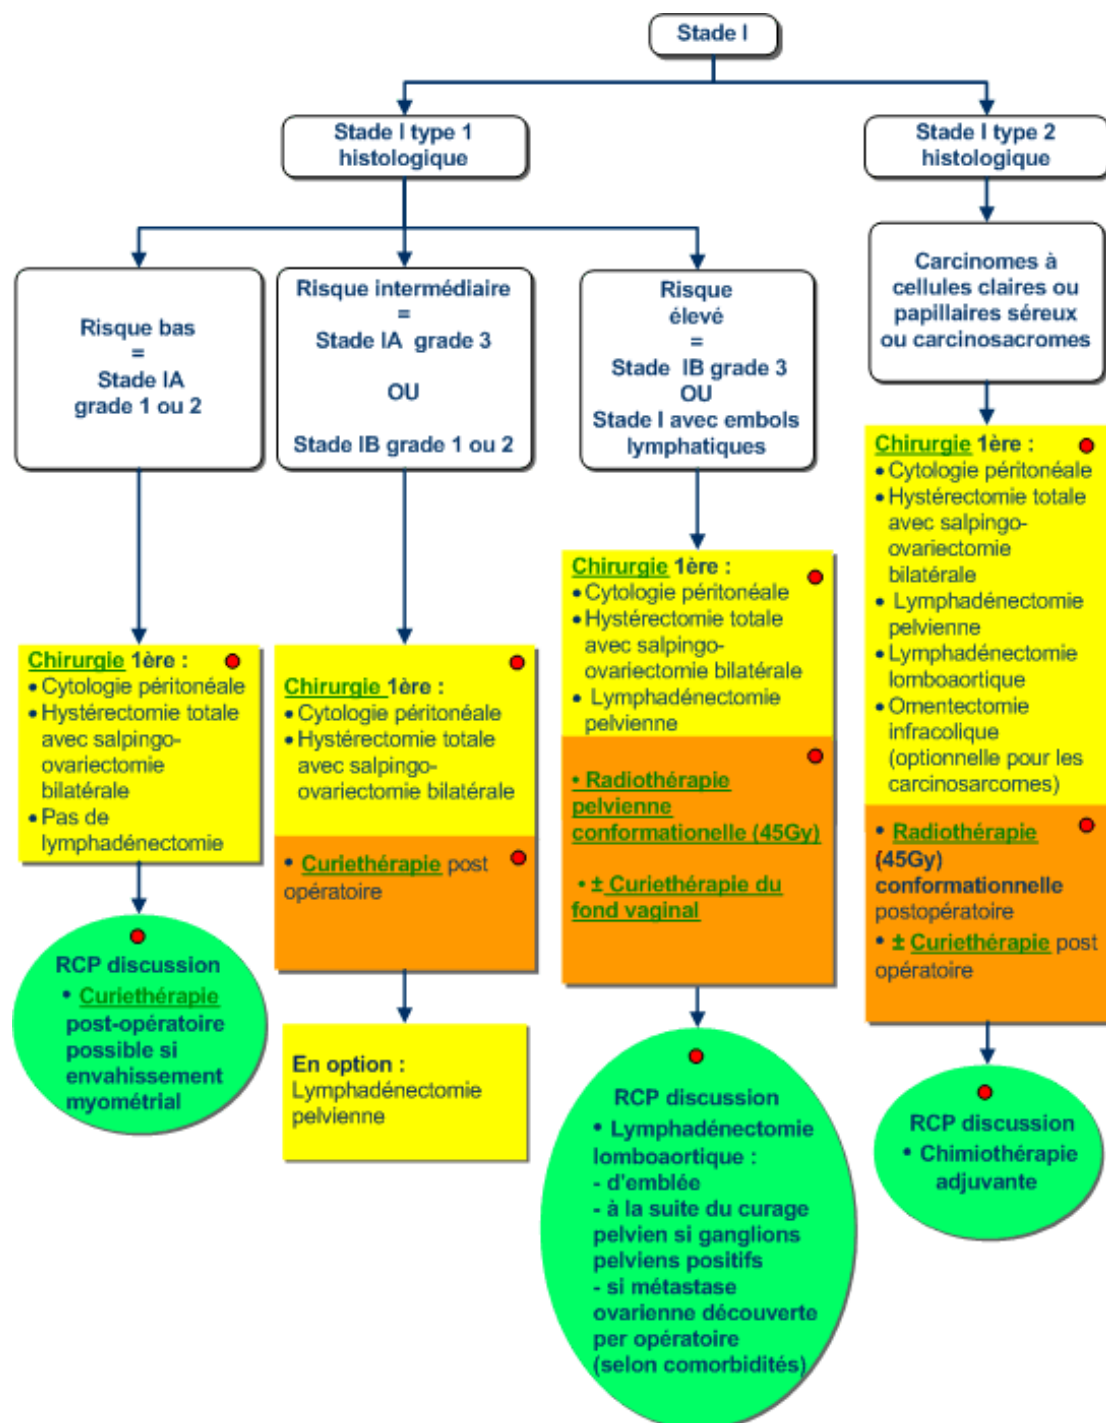 Stade I
Stade I type 1
histologique
Stade I type 2
histologique
Risque bas
=
Stade IA
grade 1 ou 2
Risque intermédiaire
=
Stade IA grade 3
OU
Stade IB grade 1 ou 2
Risque
élevé
=
Stade IB grade 3
OU
Stade I avec embols
lymphatiques
Carcinomes à
cellules claires ou
papillaires séreux
ou carcinosacromes
Chirurgie 1ère :
• Cytologie péritonéale
• Hystérectomie totale
avec salpingo-
ovariectomie
bilatérale
• Pas de
lymphadénectomie
RCP discussion
• Curiethérapie
post-opératoire
possible si
envahissement
myométrial
Chirurgie 1ère :
• Cytologie péritonéale
• Hystérectomie totale
avec salpingo-
ovariectomie bilatérale
• Curiethérapie post
opératoire
En option :
Lymphadénectomie
pelvienne
Chirurgie 1ère :
• Cytologie péritonéale
• Hystérectomie totale
avec salpingo-
ovariectomie bilatérale
• Lymphadénectomie
pelvienne
• Radiothérapie
pelvienne
conformationelle (45Gy)
• ± Curiethérapie du
fond vaginal
RCP discussion
• Lymphadénectomie
lomboaortique :
- d'emblée
- à la suite du curage
pelvien si ganglions
pelviens positifs
- si métastase
ovarienne découverte
per opératoire
(selon comorbidités)
Chirurgie 1ère :
• Cytologie péritonéale
• Hystérectomie totale
avec salpingo-
ovariectomie
bilatérale
• Lymphadénectomie
pelvienne
• Lymphadénectomie
lomboaortique
• Omentectomie
infracolique
(optionnelle pour les
carcinosarcomes)
• Radiothérapie
(45Gy)
conformationnelle
postopératoire
• ± Curiethérapie post
opératoire
RCP discussion
• Chimiothérapie
adjuvante